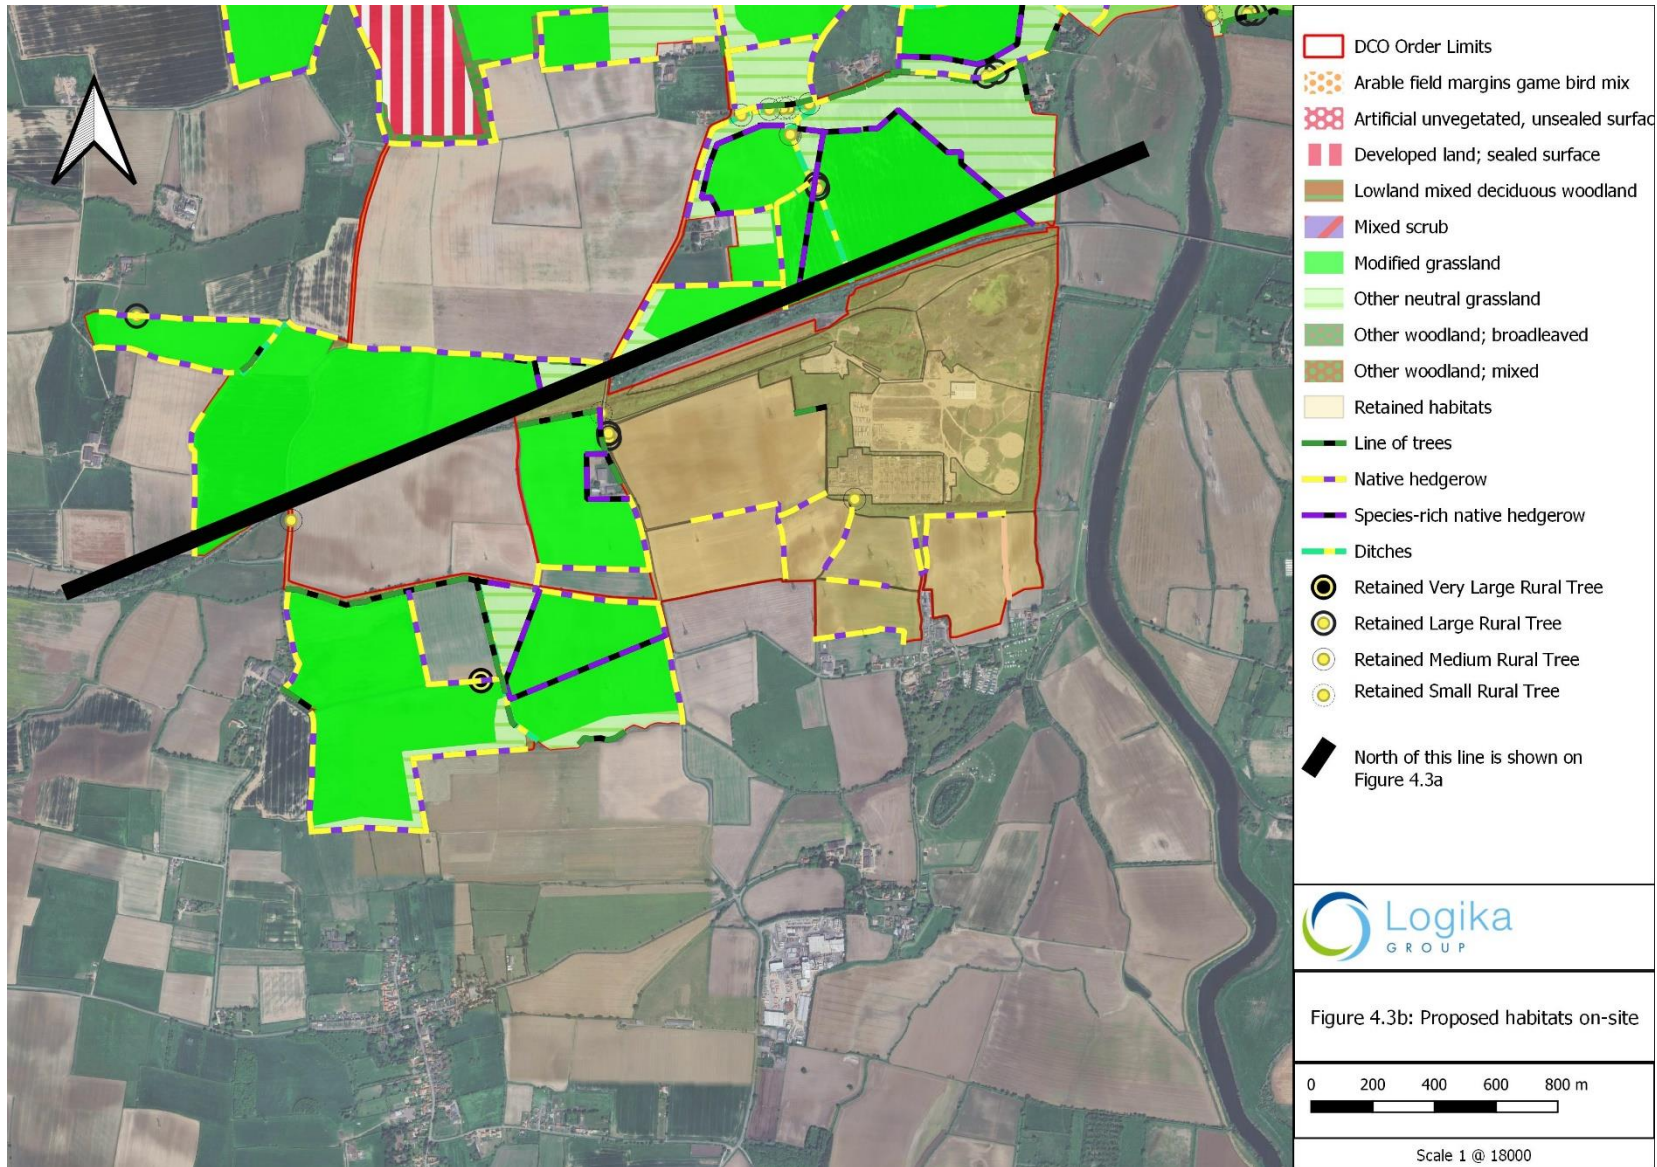 DCO Order Limits
Arable field margins game bird mix
Artificial unvegetated, unsealed surfac
Developed land; sealed surface
Lowland mixed deciduous woodland
Mixed scrub
Modified grassland
Other neutral grassland
Other woodland; broadleaved
Other woodland; mixed
Retained habitats
Line of trees
Native hedgerow
Species-rich native hedgerow
Ditches
Retained Very Large Rural Tree
Retained Large Rural Tree
Retained Medium Rural Tree
Retained Small Rural Tree
North of this line is shown on
Figure 4.3a
Logika
GROUP
Figure 4.3b: Proposed habitats on-site
0 200 400 600 800 m
Scale 1 @ 18000